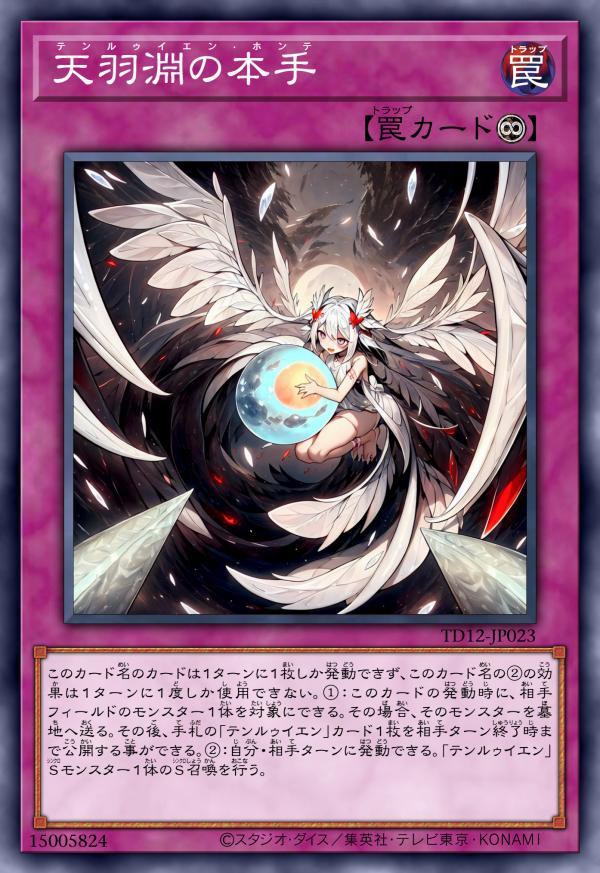 テンルゥイエン・ホンテ
天羽淵の本手
トラップ
罠
トラップ
【罠カード】
TD12-JP023
このカード名のカードは1ターンに1枚しか発動できず、このカード名の②の効
果は1ターンに1度しか使用できない。①:このカードの発動時に、相手
フィールドのモンスター1体を対象にできる。その場合、そのモンスターを墓
地へ送る。その後、手札の「テンルゥイエン」カード1枚を相手ターン終了時ま
で公開する事ができる。②:自分・相手ターンに発動できる。「テンルゥイエン」
Sモンスター1体のS召喚を行う。
15005824
©スタジオ・ダイス/集英社・テレビ東京・KONAMI